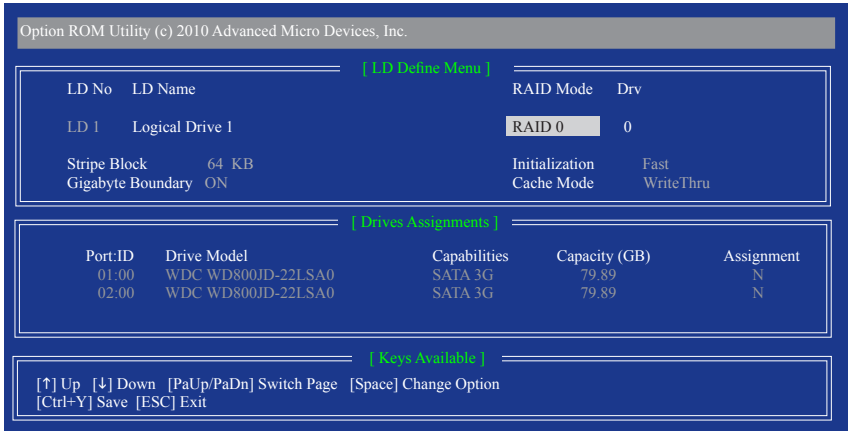 Option ROM Utility (c) 2010 Advanced Micro Devices, Inc.
[ LD Define Menu ]
LD No LD Name RAID Mode Drv
LD 1 Logical Drive 1 RAID 0 0
Stripe Block 64 KB Initialization Fast
Gigabyte Boundary ON Cache Mode WriteThru
[ Drives Assignments ]
Port:ID Drive Model Capabilities Capacity (GB) Assignment
01:00 WDC WD800JD-22LSA0 SATA 3G 79.89 N
02:00 WDC WD800JD-22LSA0 SATA 3G 79.89 N
[ Keys Available ]
[↑] Up [↓] Down [PaUp/PaDn] Switch Page [Space] Change Option
[Ctrl+Y] Save [ESC] Exit